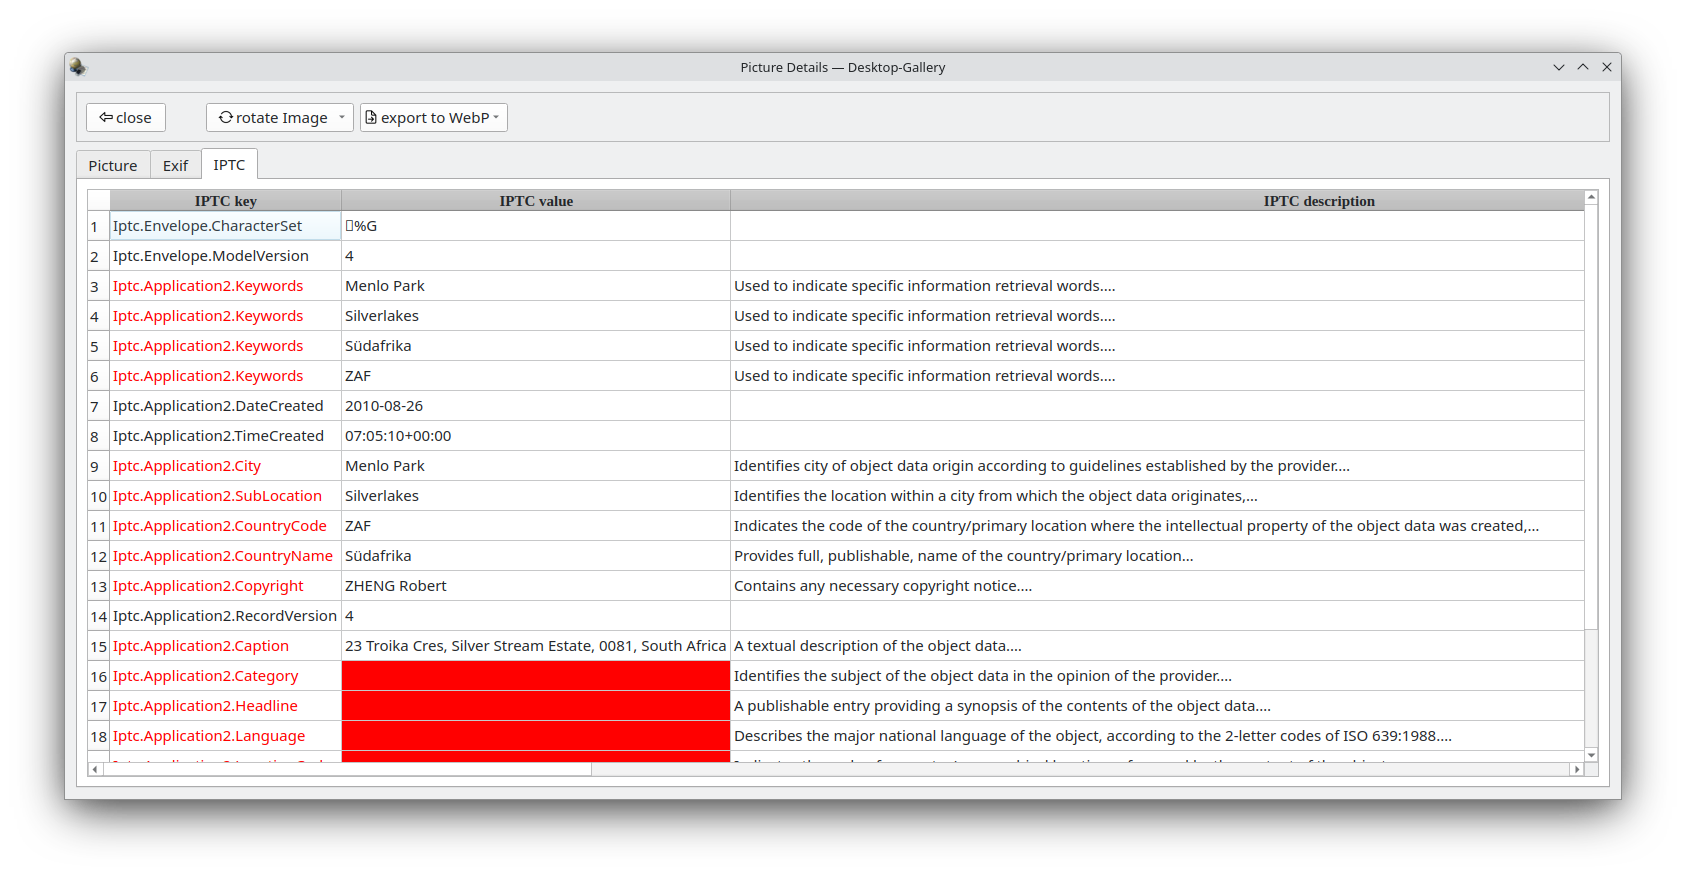 Picture Details — Desktop-Gallery
close rotate Image export to WebP
Picture Exif IPTC
IPTC key IPTC value IPTC description
1 Iptc.Envelope.CharacterSet %G
2 Iptc.Envelope.ModelVersion 4
3 Iptc.Application2.Keywords Menlo Park Used to indicate specific information retrieval words....
4 Iptc.Application2.Keywords Silverlakes Used to indicate specific information retrieval words....
5 Iptc.Application2.Keywords Südafrika Used to indicate specific information retrieval words....
6 Iptc.Application2.Keywords ZAF Used to indicate specific information retrieval words....
7 Iptc.Application2.DateCreated 2010-08-26
8 Iptc.Application2.TimeCreated 07:05:10+00:00
9 Iptc.Application2.City Menlo Park Identifies city of object data origin according to guidelines established by the provider....
10 Iptc.Application2.SubLocation Silverlakes Identifies the location within a city from which the object data originates,...
11 Iptc.Application2.CountryCode ZAF Indicates the code of the country/primary location where the intellectual property of the object data was created,...
12 Iptc.Application2.CountryName Südafrika Provides full, publishable, name of the country/primary location...
13 Iptc.Application2.Copyright ZHENG Robert Contains any necessary copyright notice....
14 Iptc.Application2.RecordVersion 4
15 Iptc.Application2.Caption 23 Troika Cres, Silver Stream Estate, 0081, South Africa A textual description of the object data....
16 Iptc.Application2.Category Identifies the subject of the object data in the opinion of the provider....
17 Iptc.Application2.Headline A publishable entry providing a synopsis of the contents of the object data....
18 Iptc.Application2.Language Describes the major national language of the object, according to the 2-letter codes of ISO 639:1988....